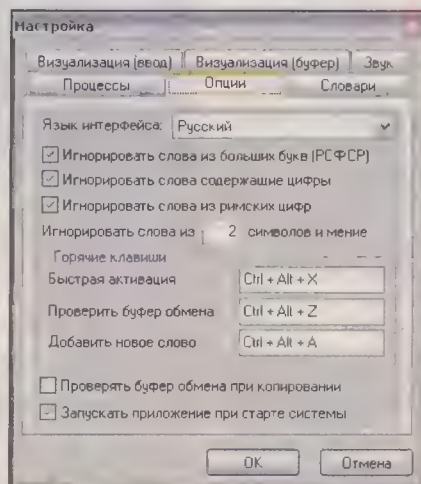 Настройка
Визуализация (ввод) Визуализация (буфер) Звук
Процессы Опции Словари
Язык интерфейса: Русский
Игнорировать слова из больших букв (РСФСР)
Игнорировать слова содержащие цифры
Игнорировать слова из римских цифр
Игнорировать слова из 2 символов и мение
Горячие клавиши
Быстрая активация Ctrl + Alt + X
Проверить буфер обмена Ctrl + Alt + Z
Добавить новое слово Ctrl + Alt + A
Проверять буфер обмена при копировании
Запускать приложение при старте системы
OK Отмена